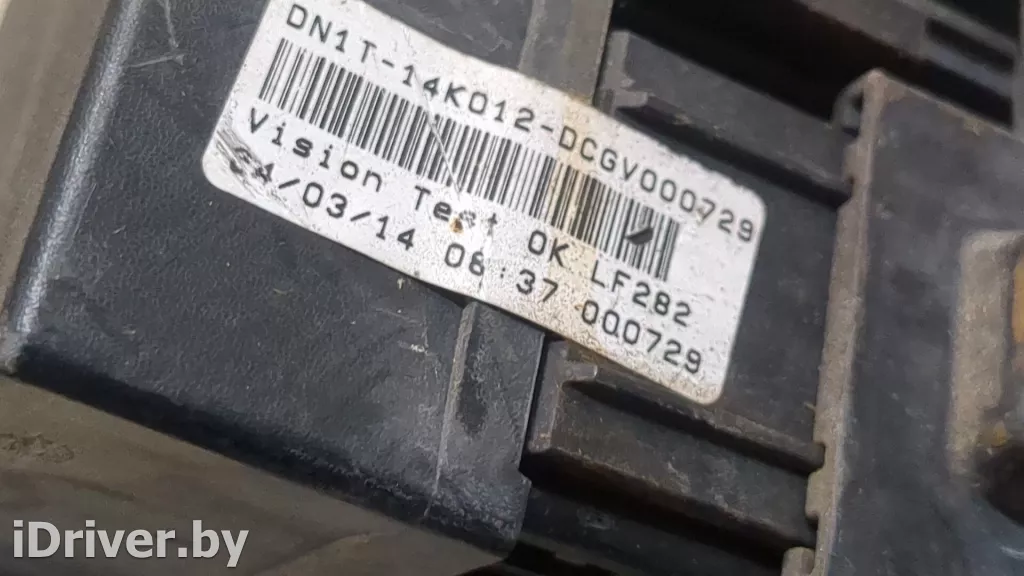 DN1T-14K012-DCGV000729
Vision Test OK LF282
04/03/14 08:37 000729
iDriver.by